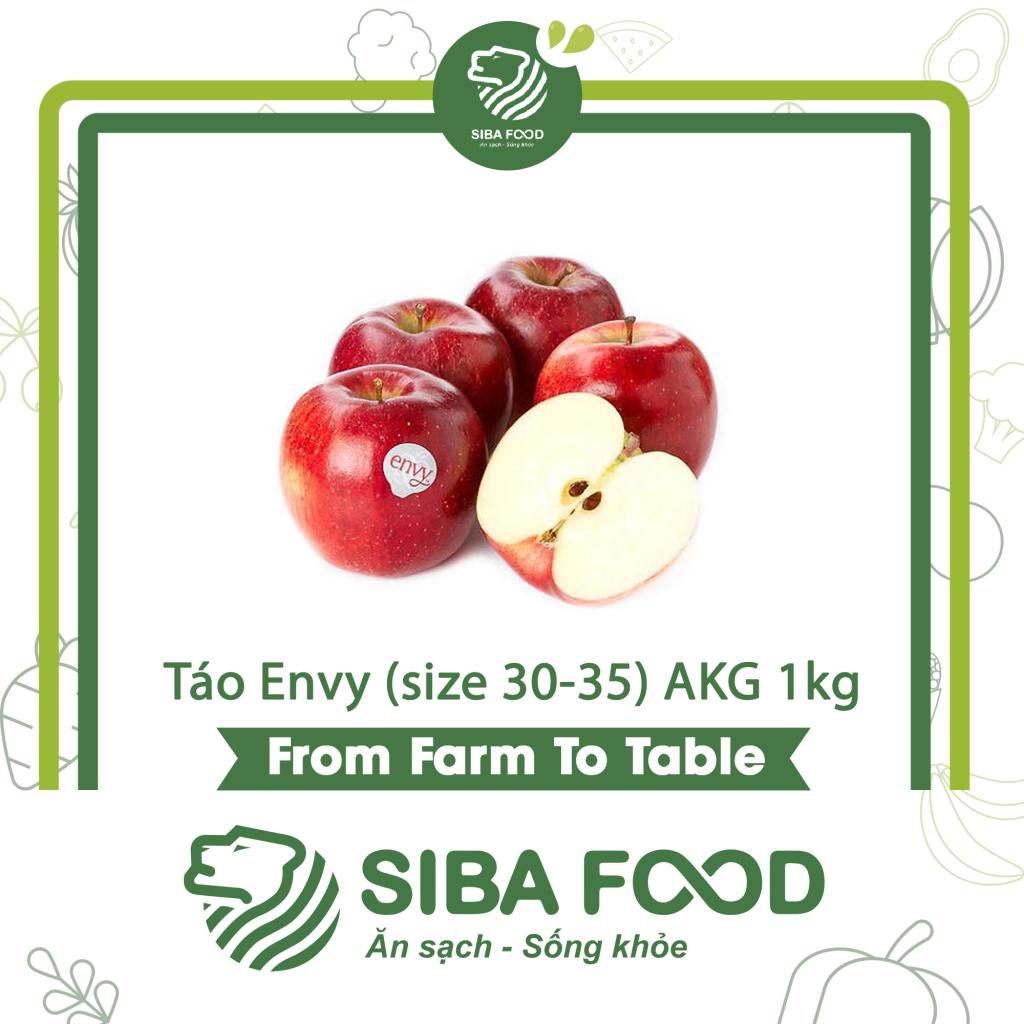 SIBA FOOD
Ăn sạch - Sống khỏe
envy
Táo Envy (size 30-35) AKG 1kg
From Farm To Table
SIBA FOOD
Ăn sạch - Sống khỏe